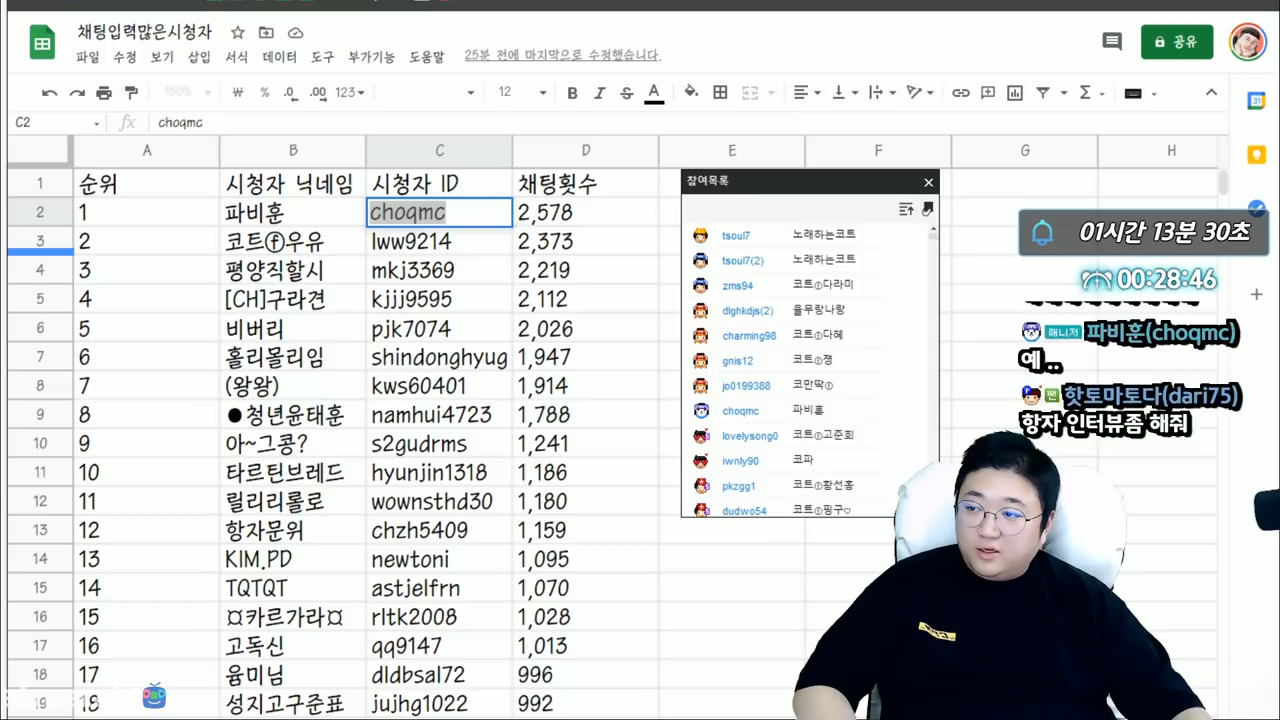 채팅입력많은시청자
파일 수정 보기 삽입 서식 데이터 도구 부가기능 도움말 25분 전에 마지막으로 수정했습니다.
공유
150% ₩ % .0 .00 123 12
C2 fx choqmc
A B C D E F G H
1 순위 시청자 닉네임 시청자 ID 채팅횟수
2 1 파비훈 choqmc 2,578
3 2 코트ⓕ우유 lww9214 2,373
4 3 평양직할시 mkj3369 2,219
5 4 [CH]구라견 kjjj9595 2,112
6 5 비버리 pjk7074 2,026
7 6 홀리몰리임 shindonghyug 1,947
8 7 (왕왕) kws60401 1,914
9 8 ●청년윤태훈 namhui4723 1,788
10 9 아~그콩? s2gudrms 1,241
11 10 타르틴브레드 hyunjin1318 1,186
12 11 릴리리롤로 wownsthd30 1,180
13 12 항자문위 chzh5409 1,159
14 13 KIM.PD newtoni 1,095
15 14 TQTQT astjelfrn 1,070
16 15 ¤카르가라¤ rltk2008 1,028
17 16 고독신 qq9147 1,013
18 17 윰미님 dldbsal72 996
19 18 성지고구준표 jujhg1022 992
참여목록
tsoul7 노래하는코트
tsoul7(2) 노래하는코트
zms94 코트ⓕ다라미
dlghkdjs(2) 율무랑나랑
charming98 코트ⓕ다혜
gnis12 코트ⓕ졍
jo0199388 코만딱ⓕ
choqmc 파비훈
lovelysong0 코트ⓕ고준희
iwnly90 코파
pkzgg1 코트ⓕ황선홍
dudwo54 코트ⓕ핑구♡
01시간 13분 30초
00:28:46
매니저 파비훈(choqmc)
예..
팬 핫토마토다(dari75)
항자 인터뷰좀 해줘